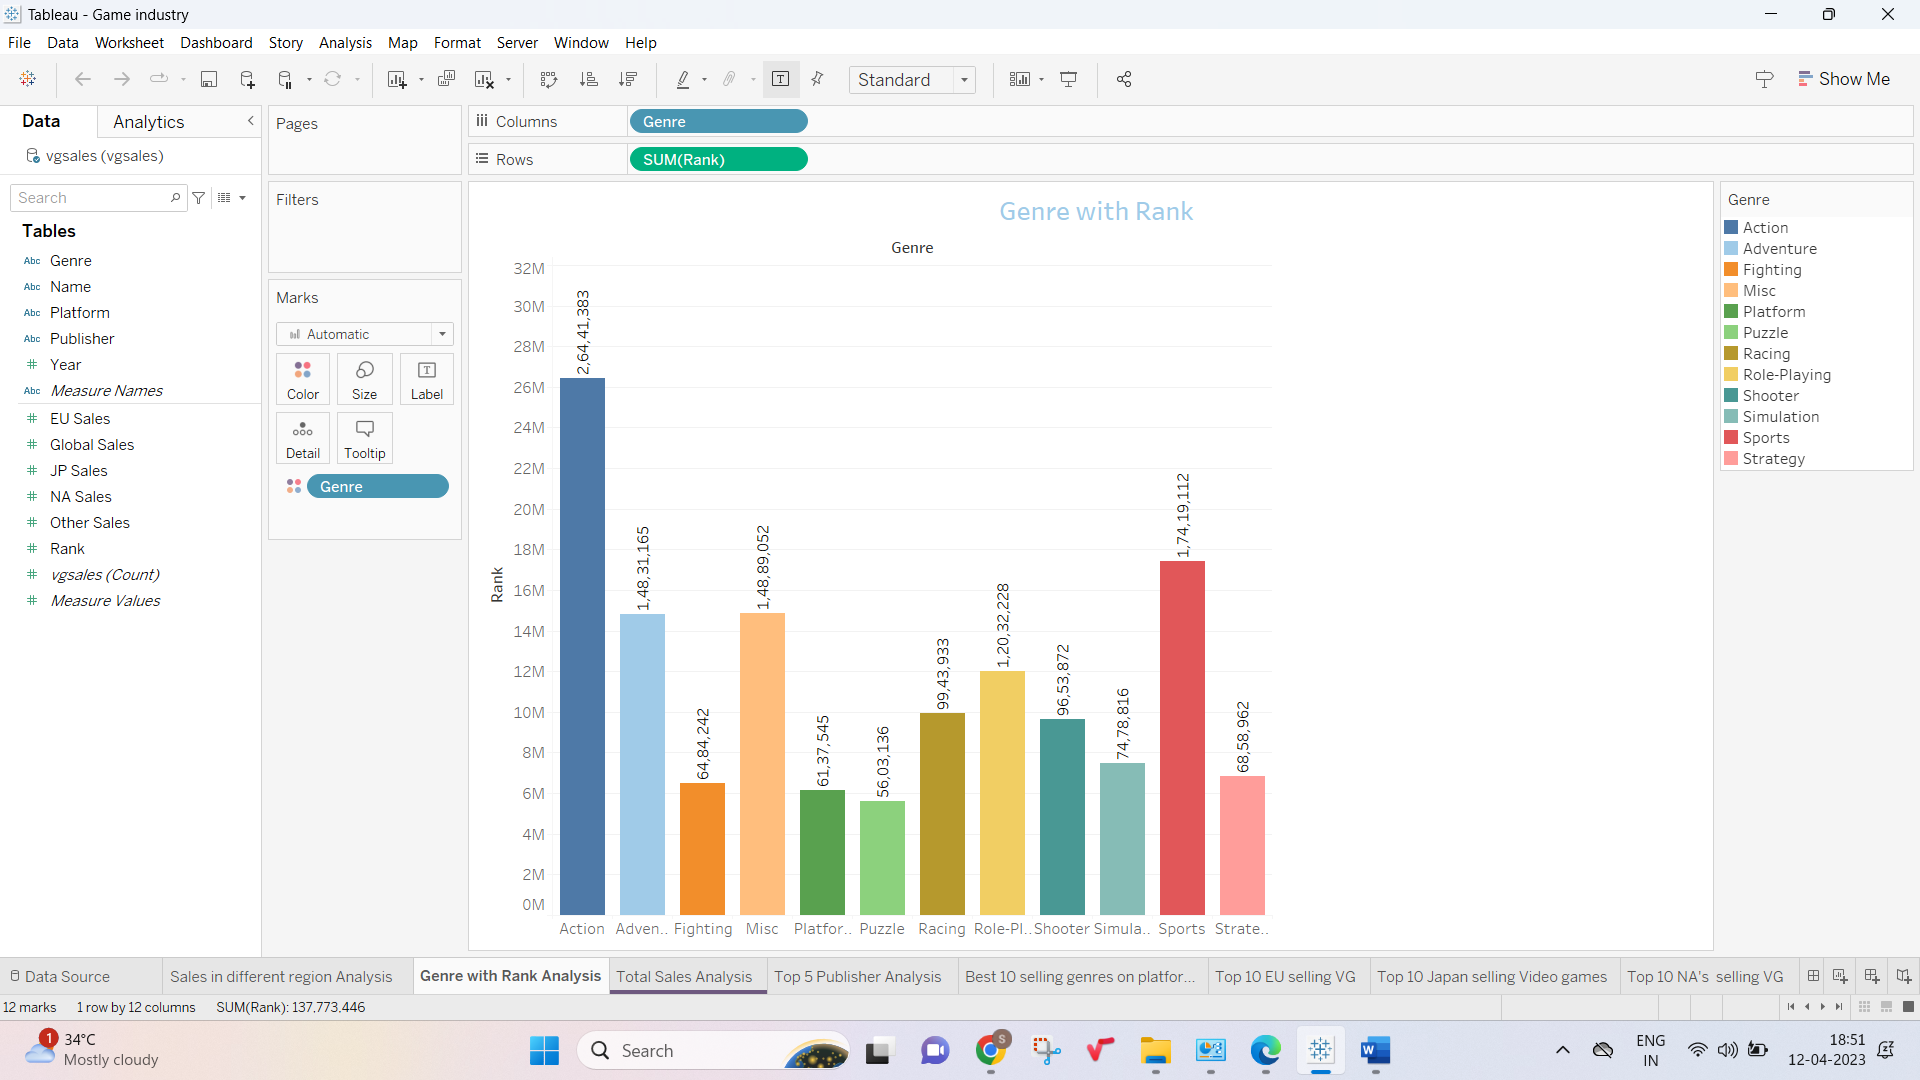 Tableau - Game industry
File Data Worksheet Dashboard Story Analysis Map Format Server Window Help
Standard
Show Me
Data Analytics
vgsales (vgsales)
Search
Tables
Abc Genre
Abc Name
Abc Platform
Abc Publisher
# Year
Abc Measure Names
# EU Sales
# Global Sales
# JP Sales
# NA Sales
# Other Sales
# Rank
# vgsales (Count)
# Measure Values
Pages
Filters
Marks
Automatic
Color Size Label
Detail Tooltip
Genre
Columns Genre
Rows SUM(Rank)
Genre with Rank
Genre
Rank
32M
30M
28M
26M
24M
22M
20M
18M
16M
14M
12M
10M
8M
6M
4M
2M
0M
2,64,41,383
1,48,31,165
64,84,242
1,48,89,052
61,37,545
56,03,136
99,43,933
1,20,32,228
96,53,872
74,78,816
1,74,19,112
68,58,962
Action Adven.. Fighting Misc Platfor.. Puzzle Racing Role-Pl.. Shooter Simula.. Sports Strate..
Genre
Action
Adventure
Fighting
Misc
Platform
Puzzle
Racing
Role-Playing
Shooter
Simulation
Sports
Strategy
Data Source Sales in different region Analysis Genre with Rank Analysis Total Sales Analysis Top 5 Publisher Analysis Best 10 selling genres on platfor... Top 10 EU selling VG Top 10 Japan selling Video games Top 10 NA's selling VG
12 marks 1 row by 12 columns SUM(Rank): 137,773,446
1
34°C
Mostly cloudy
Search
S
W
ENG
IN
18:51
12-04-2023